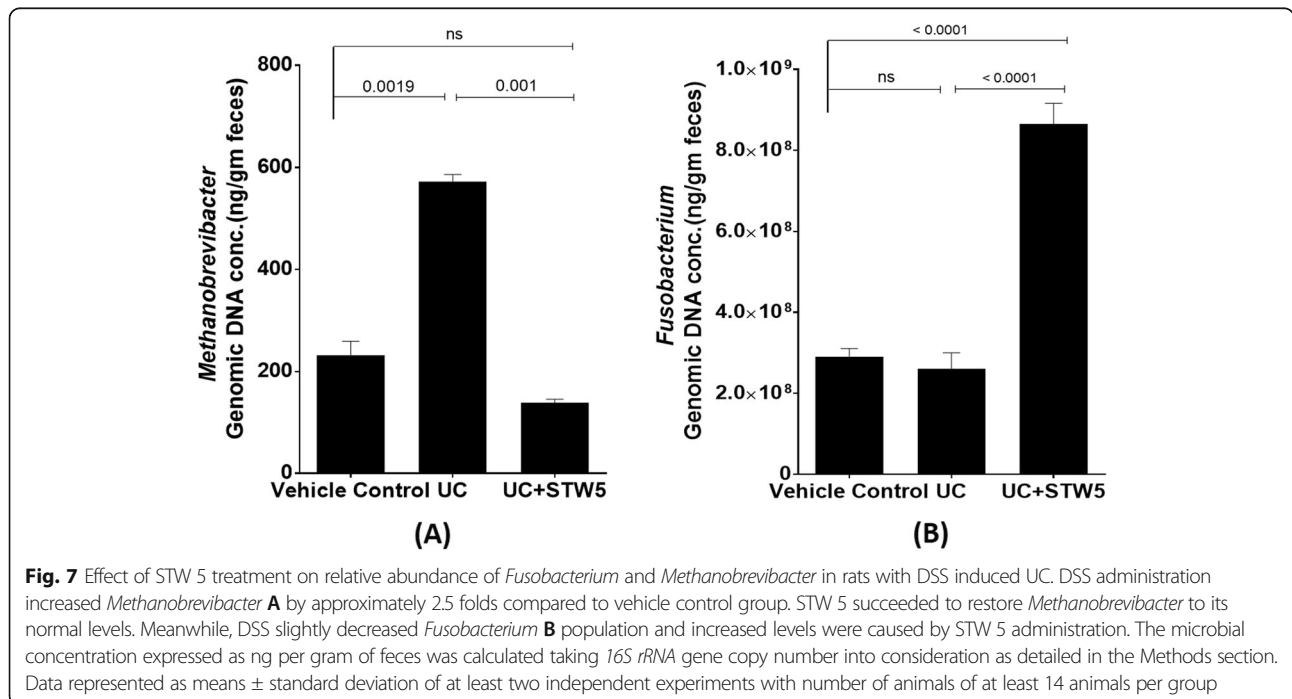 ns
0.0019
0.001
800
600
400
200
0
Methanobrevibacter
Genomic DNA conc.(ng/gm feces)
Vehicle Control UC UC+STW5
(A)
< 0.0001
ns
< 0.0001
1.0×10⁹
8.0×10⁸
6.0×10⁸
4.0×10⁸
2.0×10⁸
0
Fusobacterium
Genomic DNA conc.(ng/gm feces)
Vehicle Control UC UC+STW5
(B)
Fig. 7 Effect of STW 5 treatment on relative abundance of Fusobacterium and Methanobrevibacter in rats with DSS induced UC. DSS administration
increased Methanobrevibacter A by approximately 2.5 folds compared to vehicle control group. STW 5 succeeded to restore Methanobrevibacter to its
normal levels. Meanwhile, DSS slightly decreased Fusobacterium B population and increased levels were caused by STW 5 administration. The microbial
concentration expressed as ng per gram of feces was calculated taking 16S rRNA gene copy number into consideration as detailed in the Methods section.
Data represented as means ± standard deviation of at least two independent experiments with number of animals of at least 14 animals per group